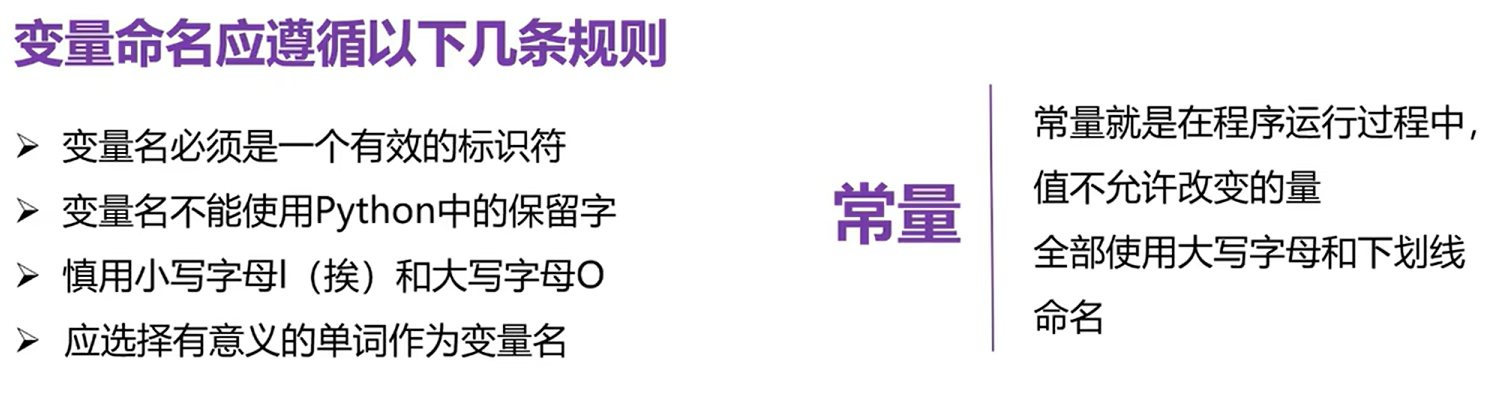 变量命名应遵循以下几条规则
➢ 变量名必须是一个有效的标识符
➢ 变量名不能使用Python中的保留字
➢ 慎用小写字母l（挨）和大写字母O
➢ 应选择有意义的单词作为变量名
常量
常量就是在程序运行过程中，
值不允许改变的量
全部使用大写字母和下划线
命名